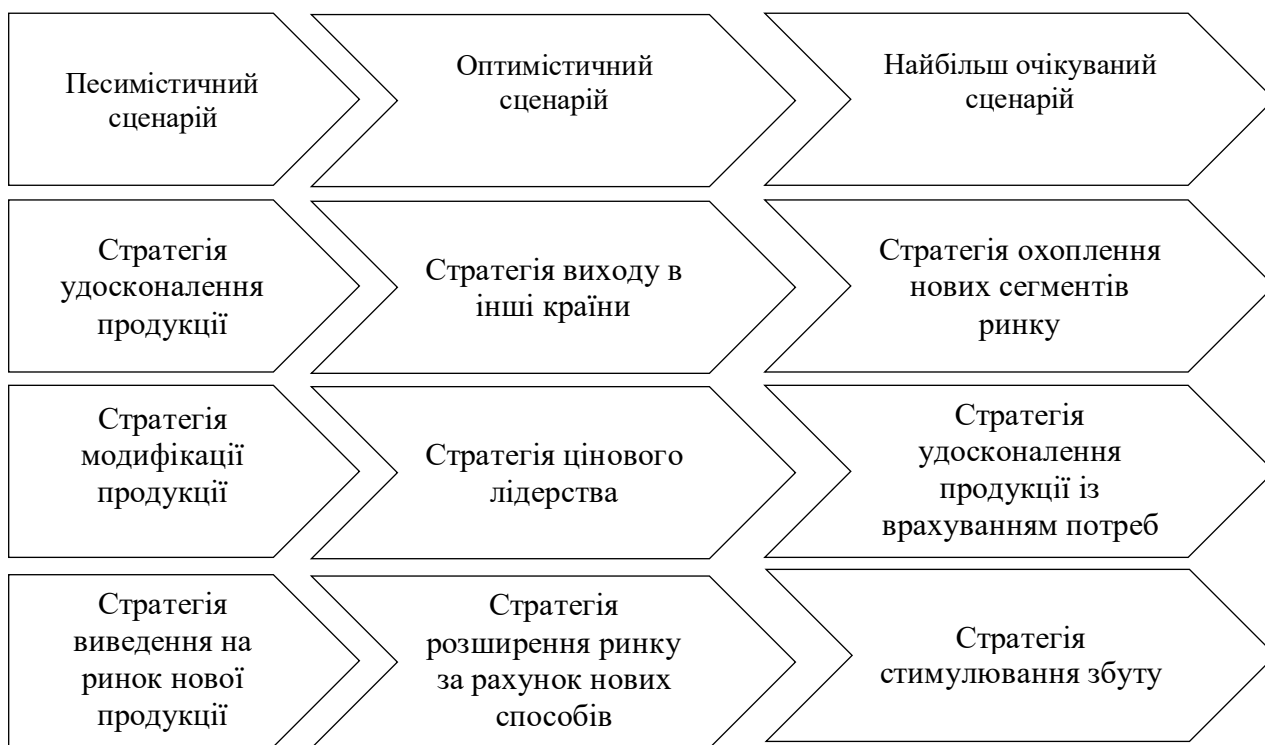 Песимістичний
сценарій
Оптимістичний
сценарій
Найбільш очікуваний
сценарій
Стратегія
удосконалення
продукції
Стратегія виходу в
інші країни
Стратегія охоплення
нових сегментів
ринку
Стратегія
модифікації
продукції
Стратегія цінового
лідерства
Стратегія
удосконалення
продукції із
врахуванням потреб
Стратегія
виведення на
ринок нової
продукції
Стратегія
розширення ринку
за рахунок нових
способів
Стратегія
стимулювання збуту